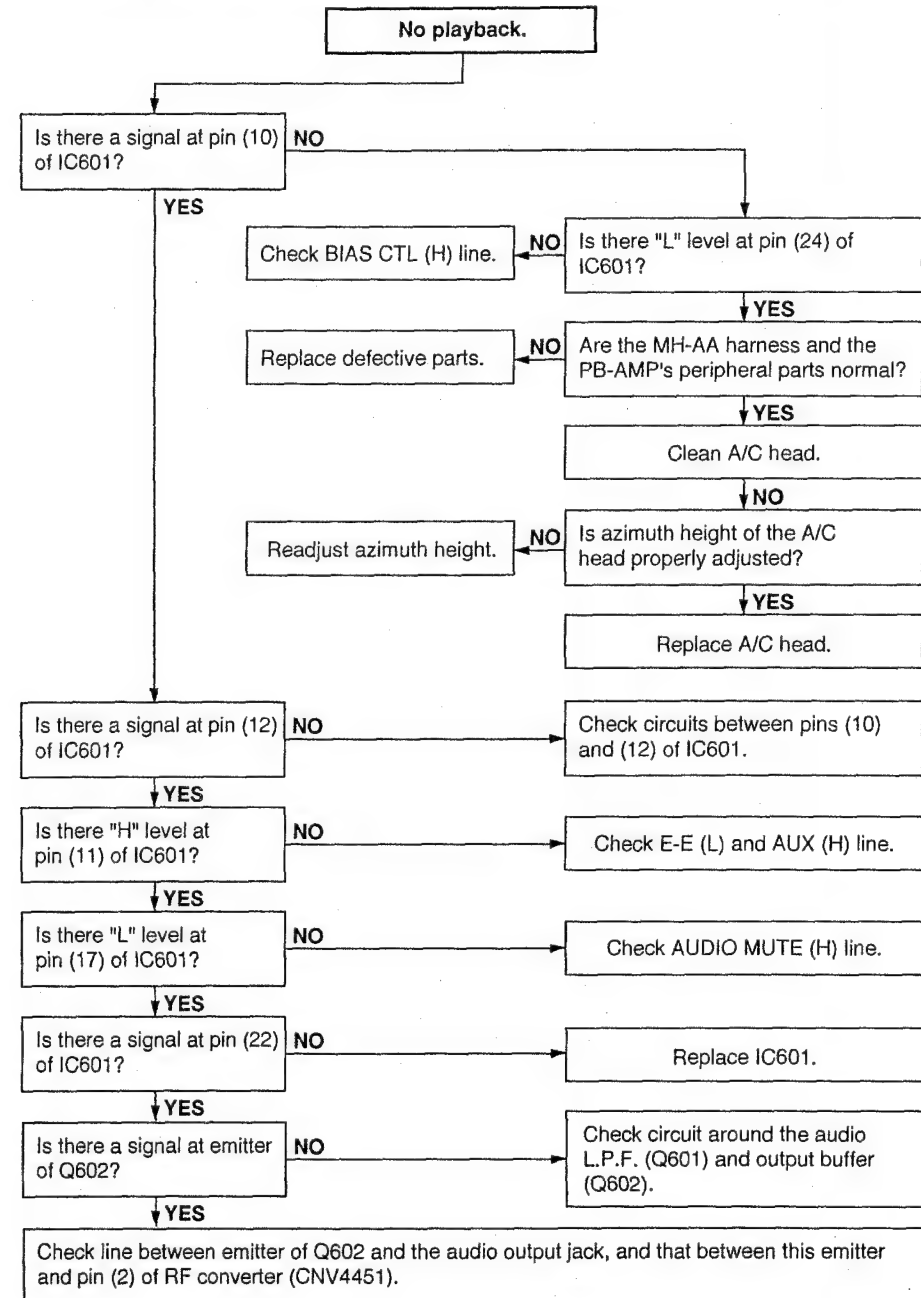 No playback.
Is there a signal at pin (10)
of IC601?
NO
YES
Is there "L" level at pin (24) of
IC601?
NO
Check BIAS CTL (H) line.
YES
Are the MH-AA harness and the
PB-AMP's peripheral parts normal?
NO
Replace defective parts.
YES
Clean A/C head.
NO
Is azimuth height of the A/C
head properly adjusted?
NO
Readjust azimuth height.
YES
Replace A/C head.
Is there a signal at pin (12)
of IC601?
NO
Check circuits between pins (10)
and (12) of IC601.
YES
Is there "H" level at
pin (11) of IC601?
NO
Check E-E (L) and AUX (H) line.
YES
Is there "L" level at
pin (17) of IC601?
NO
Check AUDIO MUTE (H) line.
YES
Is there a signal at pin (22)
of IC601?
NO
Replace IC601.
YES
Is there a signal at emitter
of Q602?
NO
Check circuit around the audio
L.P.F. (Q601) and output buffer
(Q602).
YES
Check line between emitter of Q602 and the audio output jack, and that between this emitter
and pin (2) of RF converter (CNV4451).